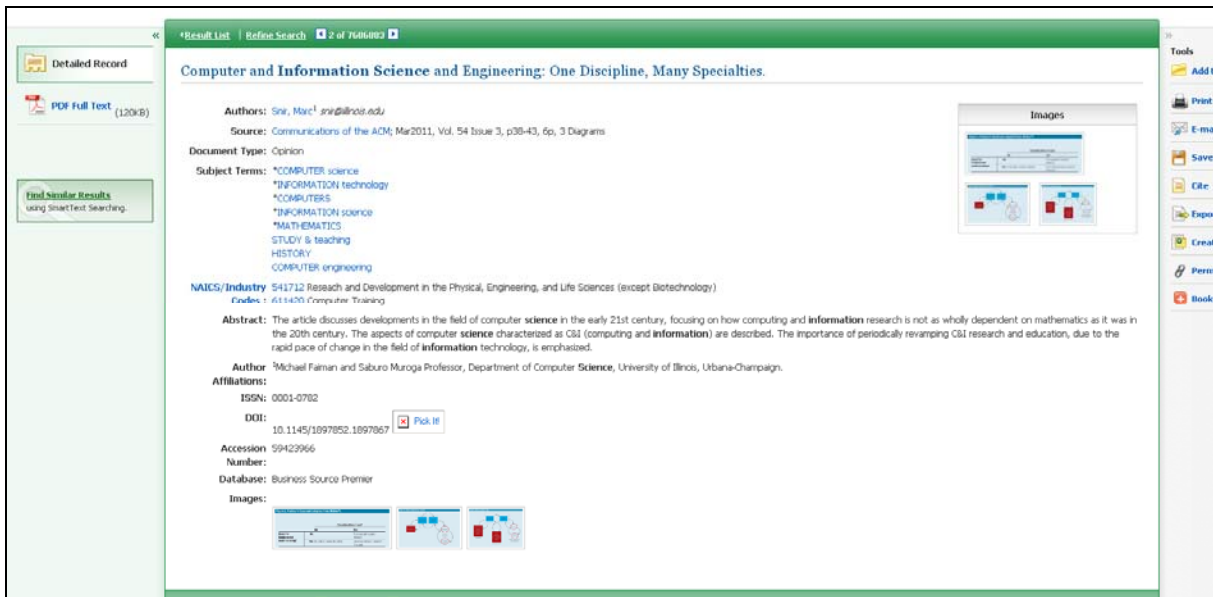 «
Detailed Record
PDF Full Text (120KB)
Find Similar Results
using SmartText Searching.
Result List | Refine Search 2 of 7606003
Computer and Information Science and Engineering: One Discipline, Many Specialties.
Authors: Snir, Marc1 snir@illinois.edu
Source: Communications of the ACM; Mar2011, Vol. 54 Issue 3, p38-43, 6p, 3 Diagrams
Document Type: Opinion
Subject Terms: *COMPUTER science
*INFORMATION technology
*COMPUTERS
*INFORMATION science
*MATHEMATICS
STUDY & teaching
HISTORY
COMPUTER engineering
NAICS/Industry 541712 Reseach and Development in the Physical, Engineering, and Life Sciences (except Biotechnology)
Codes : 611420 Computer Training
Abstract: The article discusses developments in the field of computer science in the early 21st century, focusing on how computing and information research is not as wholly dependent on mathematics as it was in
the 20th century. The aspects of computer science characterized as C&I (computing and information) are described. The importance of periodically revamping C&I research and education, due to the
rapid pace of change in the field of information technology, is emphasized.
Author 1Michael Faiman and Saburo Muroga Professor, Department of Computer Science, University of Illinois, Urbana-Champaign.
Affiliations:
ISSN: 0001-0782
DOI:
10.1145/1897852.1897867 Pick It!
Accession 59423966
Number:
Database: Business Source Premier
Images:
Images
»
Tools
Add t
Print
E-ma
Save
Cite
Expo
Creat
Perm
Book